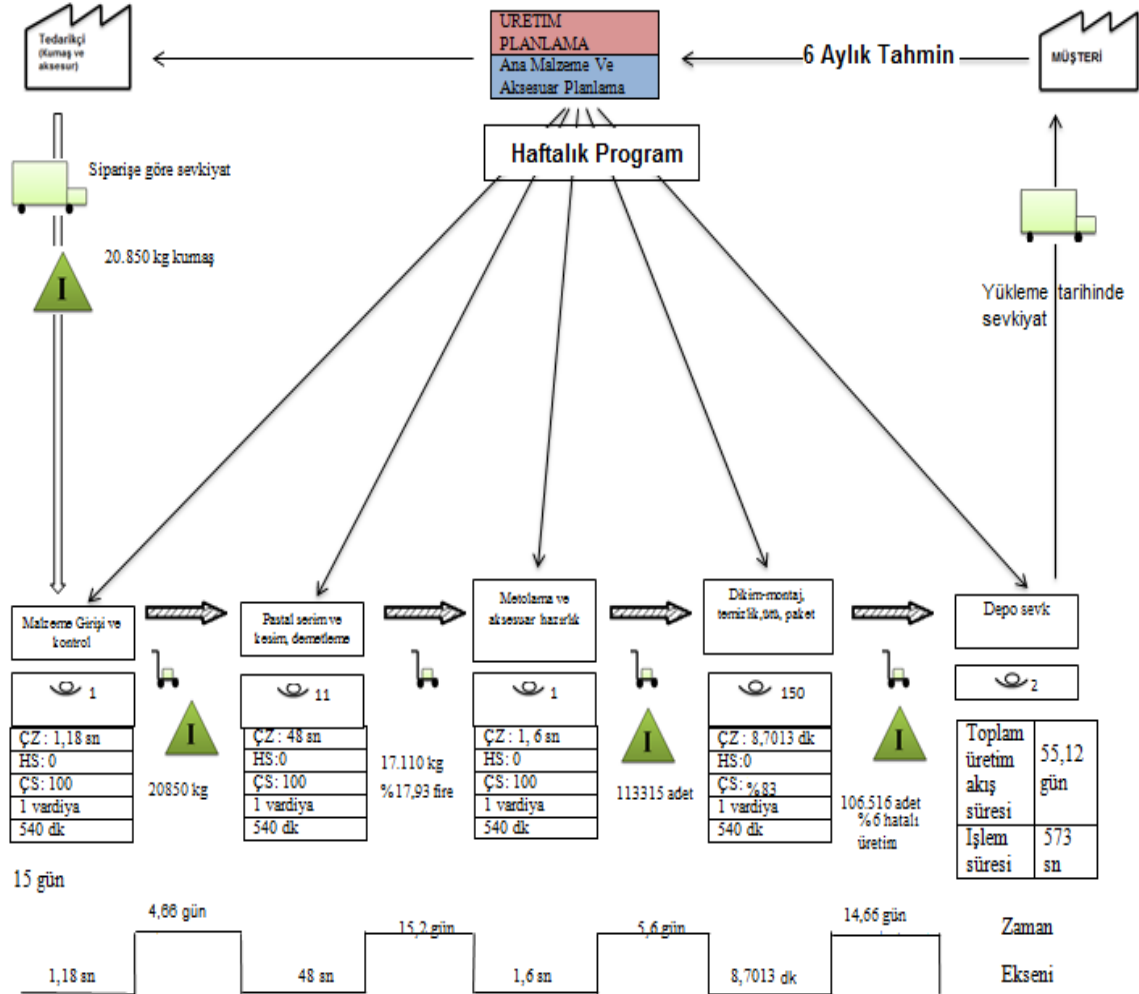 Tedarikçi
(Kumaş ve
aksesur)
ÜRETİM
PLANLAMA
Ana Malzeme Ve
Aksesuar Planlama
6 Aylık Tahmin
MÜŞTERİ
Haftalık Program
Siparişe göre sevkiyat
20.850 kg kumaş
I
Yükleme tarihinde
sevkiyat
Malzeme Girişi ve
kontrol
1
ÇZ : 1,18 sn
HS:0
ÇS: 100
1 vardiya
540 dk
I
20850 kg
Pastal serim ve
kesim, demetleme
11
ÇZ : 48 sn
HS:0
ÇS: 100
1 vardiya
540 dk
17.110 kg
%17,93 fire
Metolama ve
aksesuar hazırlık
1
ÇZ : 1, 6 sn
HS:0
ÇS: 100
1 vardiya
540 dk
I
113315 adet
Dikim-montaj,
temizlik,ütü, paket
150
ÇZ : 8,7013 dk
HS:0
ÇS: %83
1 vardiya
540 dk
I
106.516 adet
%6 hatalı
üretim
Depo sevk
2
Toplam
üretim
akış
süresi
55,12
gün
İşlem
süresi
573
sn
15 gün
4,66 gün
15,2 gün
5,6 gün
14,66 gün
Zaman
1,18 sn
48 sn
1,6 sn
8,7013 dk
Ekseni